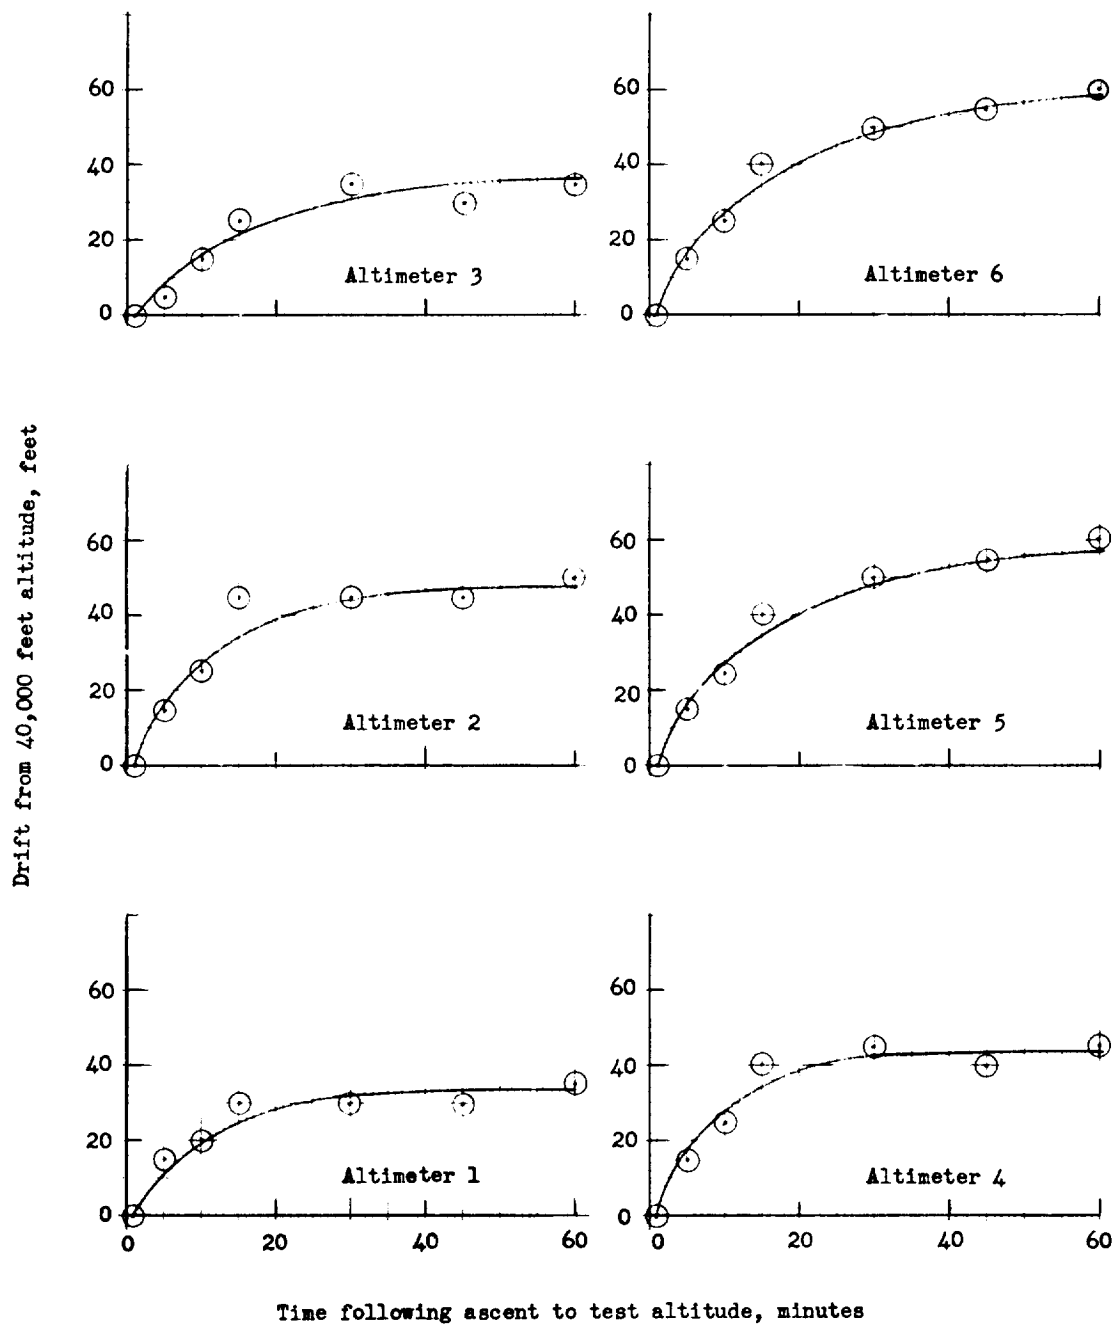 60
40
20
0
Altimeter 3
60
40
20
0
Altimeter 6
Drift from 40,000 feet altitude, feet
60
40
20
0
Altimeter 2
60
40
20
0
Altimeter 5
60
40
20
0
Altimeter 1
0 20 40 60
60
40
20
0
Altimeter 4
0 20 40 60
Time following ascent to test altitude, minutes